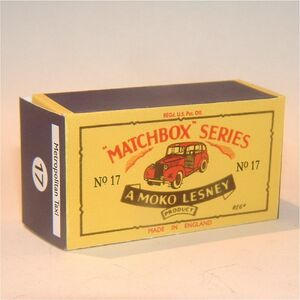 REGd. U.S. Pat. Off.
"MATCHBOX" SERIES
No 17
No 17
A MOKO LESNEY
PRODUCT
REGd
MADE IN ENGLAND
Metropolitan Taxi
17